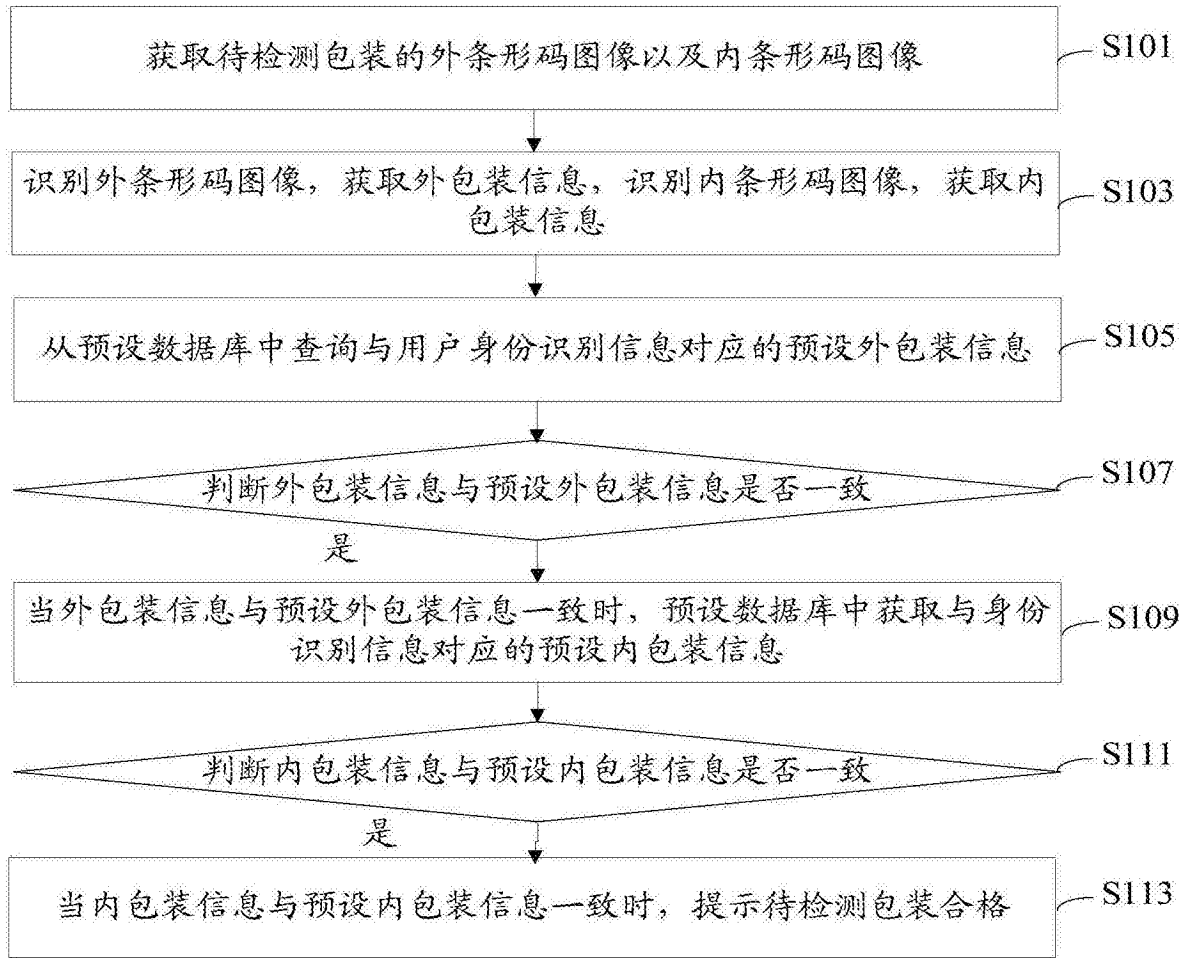 获取待检测包装的外条形码图像以及内条形码图像
S101
识别外条形码图像，获取外包装信息，识别内条形码图像，获取内
包装信息
S103
从预设数据库中查询与用户身份识别信息对应的预设外包装信息
S105
判断外包装信息与预设外包装信息是否一致
S107
是
当外包装信息与预设外包装信息一致时，预设数据库中获取与身份
识别信息对应的预设内包装信息
S109
判断内包装信息与预设内包装信息是否一致
S111
是
当内包装信息与预设内包装信息一致时，提示待检测包装合格
S113